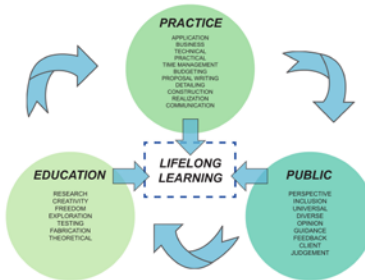 PRACTICE
APPLICATION
BUSINESS
TECHNICAL
PRACTICAL
TIME MANAGEMENT
BUDGETING
PROPOSAL WRITING
DETAILING
CONSTRUCTION
REALIZATION
COMMUNICATION
LIFELONG
LEARNING
EDUCATION
RESEARCH
CREATIVITY
FREEDOM
EXPLORATION
TESTING
FABRICATION
THEORETICAL
PUBLIC
PERSPECTIVE
INCLUSION
UNIVERSAL
DIVERSE
OPINION
GUIDANCE
FEEDBACK
CLIENT
JUDGEMENT